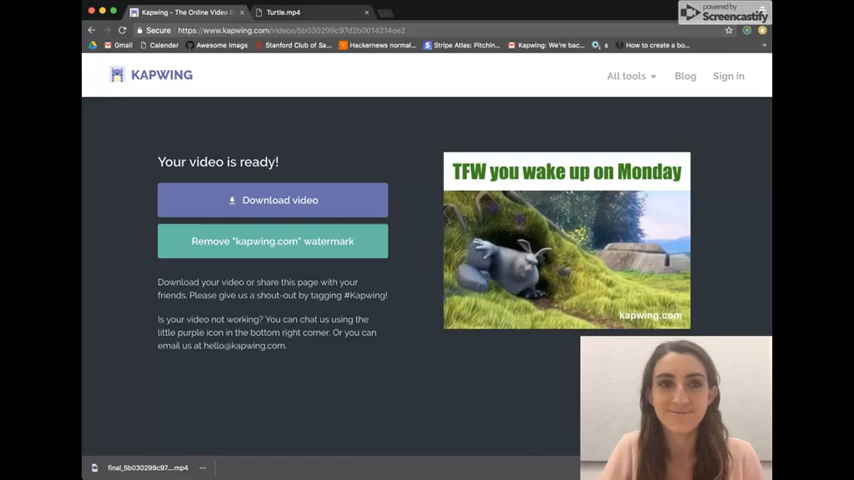 powered by
Screencastify
Kapwing - The Online Video
Turtle.mp4
Secure
https://www.kapwing.com/videos/5b030299c97d2b0014214ee2
Gmail
Calender
Awesome Imags
Stanford Club of Sa...
Hackernews normal...
Stripe Atlas: Pitchin...
Kapwing: We're bac...
s
How to create a bo...
»
KAPWING
All tools
Blog
Sign in
Your video is ready!
Download video
Remove "kapwing.com" watermark
Download your video or share this page with your
friends. Please give us a shout-out by tagging #Kapwing!
Is your video not working? You can chat us using the
little purple icon in the bottom right corner. Or you can
email us at hello@kapwing.com.
TFW you wake up on Monday
kapwing.com
final_5b030299c97....mp4